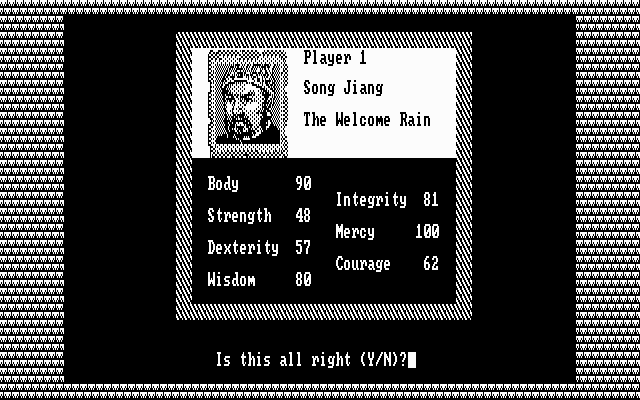 Player 1
Song Jiang
The Welcome Rain
Body 90
Strength 48
Dexterity 57
Wisdom 80
Integrity 81
Mercy 100
Courage 62
Is this all right (Y/N)?